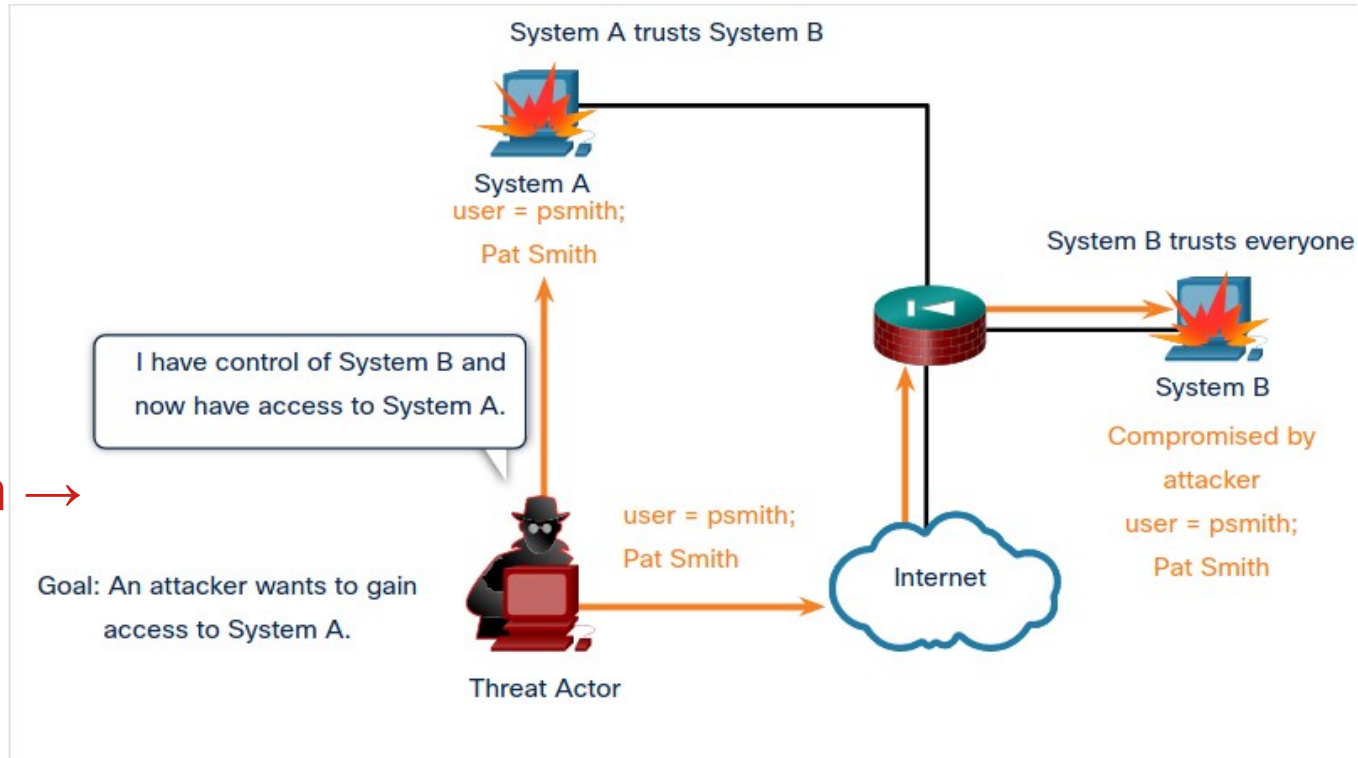 System A trusts System B
System A
user = psmith;
Pat Smith
System B trusts everyone
I have control of System B and
now have access to System A.
System B
Compromised by
attacker
user = psmith;
Pat Smith
user = psmith;
Pat Smith
Internet
Goal: An attacker wants to gain
access to System A.
Threat Actor
→